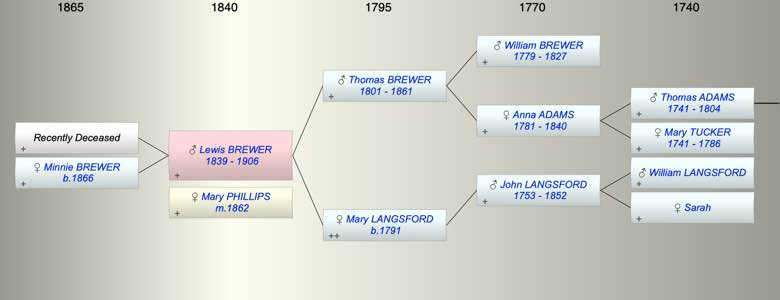 1865 1840 1795 1770 1740
Recently Deceased
+
♀ Minnie BREWER
b.1866
+
♂ Lewis BREWER
1839 - 1906
+
♀ Mary PHILLIPS
m.1862
+
♂ Thomas BREWER
1801 - 1861
+
♀ Mary LANGSFORD
b.1791
++
♂ William BREWER
1779 - 1827
+
♀ Anna ADAMS
1781 - 1840
+
♂ John LANGSFORD
1753 - 1852
+
♂ Thomas ADAMS
1741 - 1804
+
♀ Mary TUCKER
1741 - 1786
+
♂ William LANGSFORD
+
♀ Sarah
+